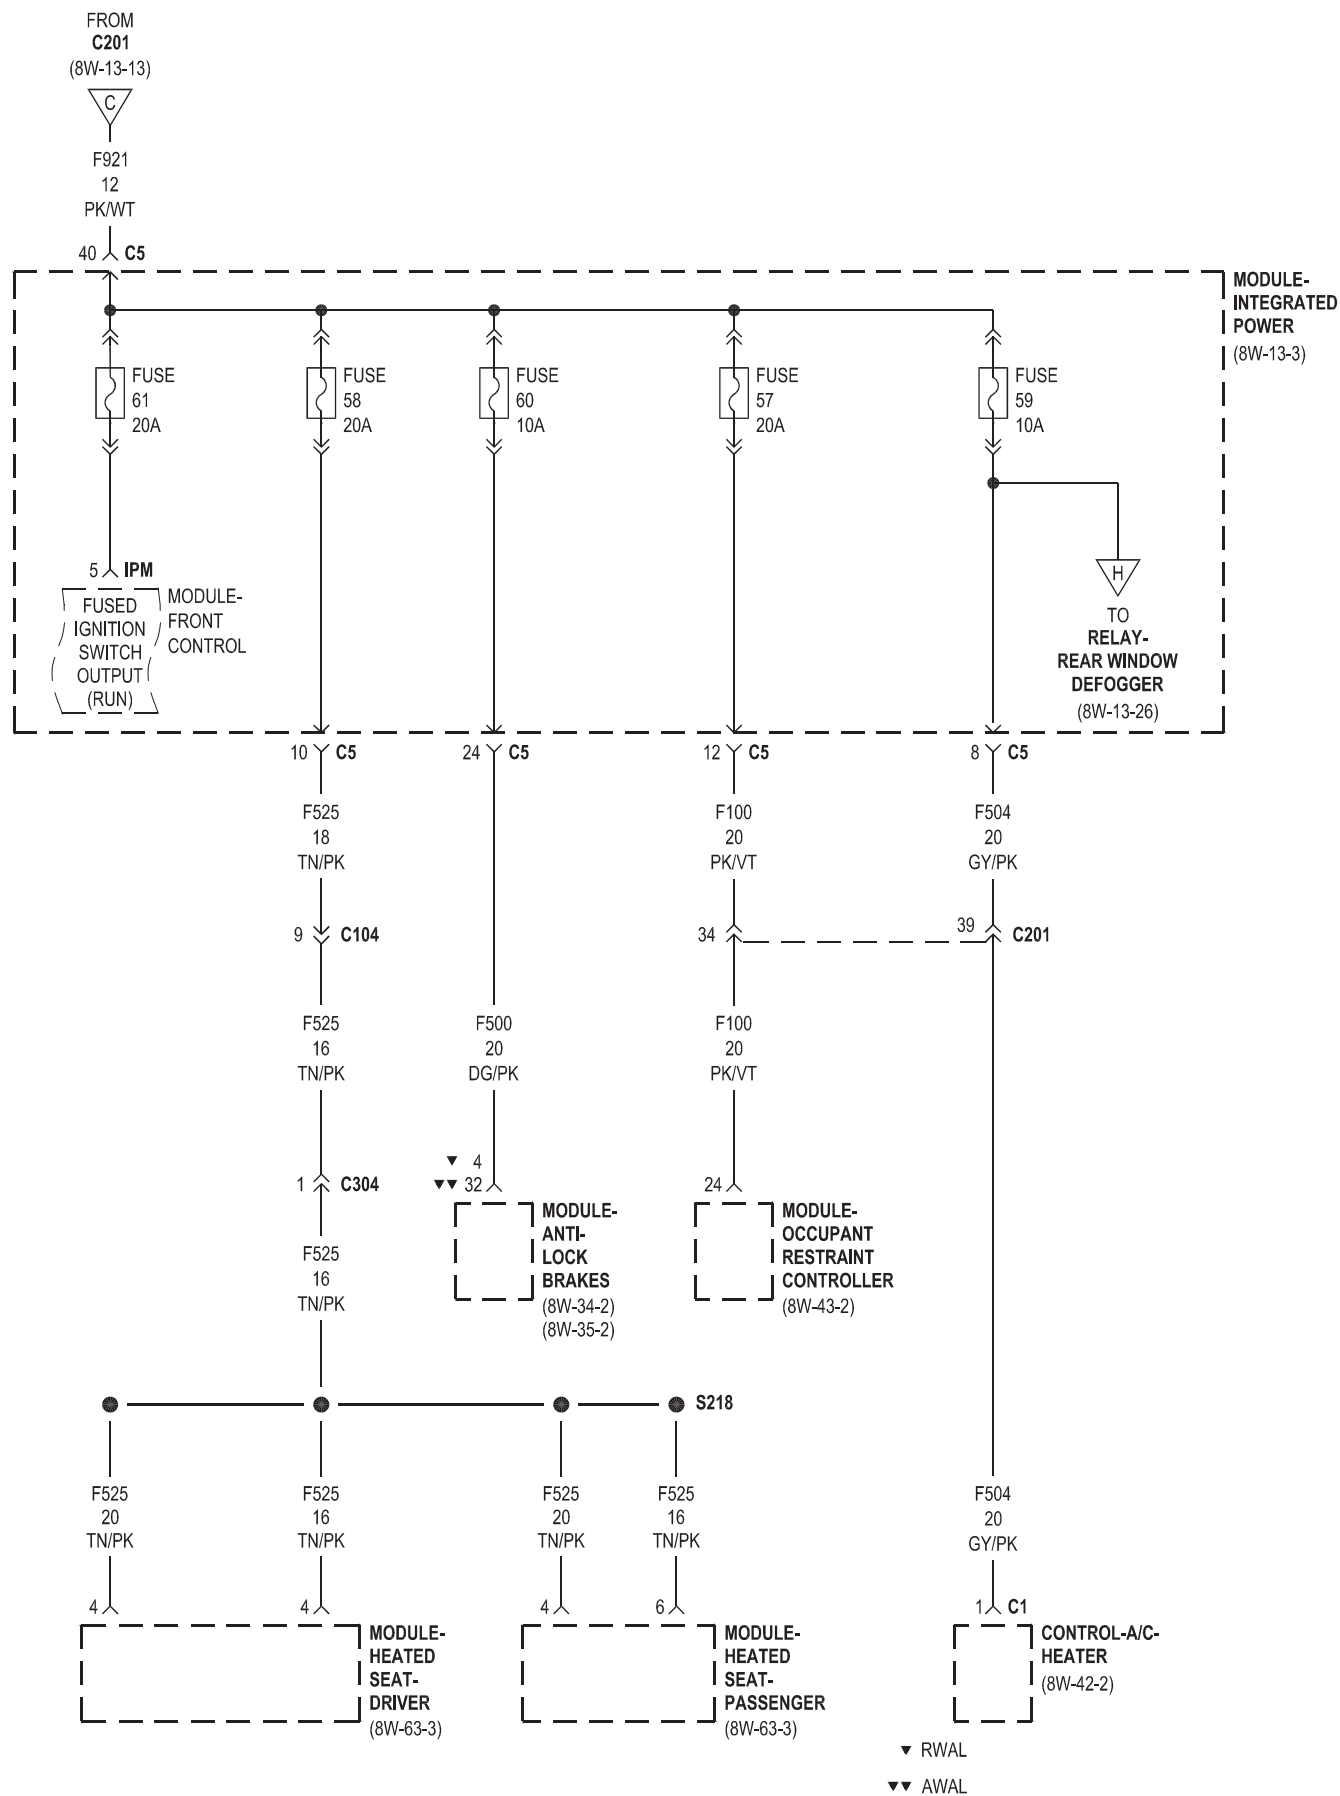 FROM
C201
(8W-13-13)
C
F921
12
PK/WT
40 C5
MODULE-
INTEGRATED
POWER
(8W-13-3)
FUSE
61
20A
FUSE
58
20A
FUSE
60
10A
FUSE
57
20A
FUSE
59
10A
5 IPM
FUSED
IGNITION
SWITCH
OUTPUT
(RUN)
MODULE-
FRONT
CONTROL
H
TO
RELAY-
REAR WINDOW
DEFOGGER
(8W-13-26)
10 C5
24 C5
12 C5
8 C5
F525
18
TN/PK
F100
20
PK/VT
F504
20
GY/PK
9 C104
34
39 C201
F525
16
TN/PK
F500
20
DG/PK
F100
20
PK/VT
1 C304
▼ 4
▼▼ 32
24
MODULE-
ANTI-
LOCK
BRAKES
(8W-34-2)
(8W-35-2)
MODULE-
OCCUPANT
RESTRAINT
CONTROLLER
(8W-43-2)
F525
16
TN/PK
S218
F525
20
TN/PK
F525
16
TN/PK
F525
20
TN/PK
F525
16
TN/PK
F504
20
GY/PK
4
4
4
6
1 C1
MODULE-
HEATED
SEAT-
DRIVER
(8W-63-3)
MODULE-
HEATED
SEAT-
PASSENGER
(8W-63-3)
CONTROL-A/C-
HEATER
(8W-42-2)
▼ RWAL
▼▼ AWAL